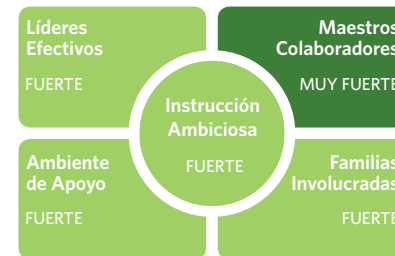 Líderes
Efectivos
FUERTE
Maestros
Colaboradores
MUY FUERTE
Instrucción
Ambiciosa
FUERTE
Ambiente
de Apoyo
FUERTE
Familias
Involucradas
FUERTE